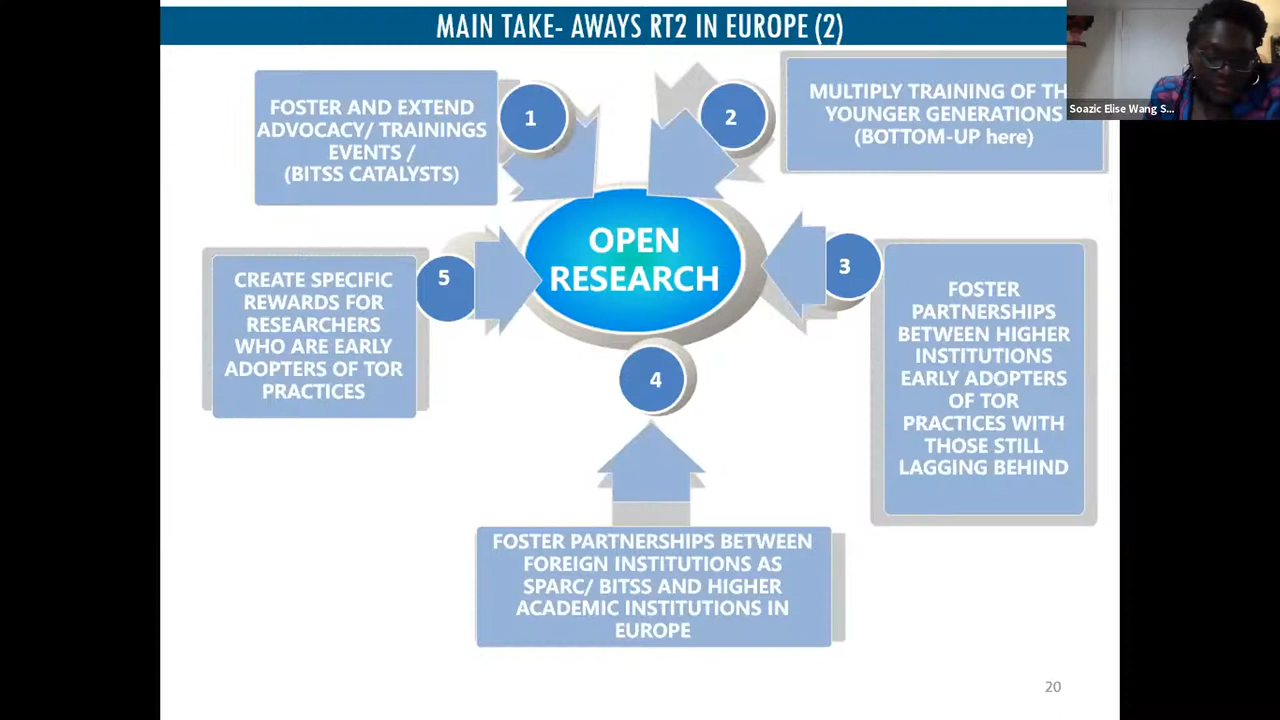 MAIN TAKE- AWAYS RT2 IN EUROPE (2)
FOSTER AND EXTEND
ADVOCACY/ TRAININGS
EVENTS /
(BITSS CATALYSTS)
1
2
MULTIPLY TRAINING OF TH
YOUNGER GENERATIONS
(BOTTOM-UP here)
Soazic Elise Wang S...
OPEN
RESEARCH
3
FOSTER
PARTNERSHIPS
BETWEEN HIGHER
INSTITUTIONS
EARLY ADOPTERS
OF TOR
PRACTICES WITH
THOSE STILL
LAGGING BEHIND
4
FOSTER PARTNERSHIPS BETWEEN
FOREIGN INSTITUTIONS AS
SPARC/ BITSS AND HIGHER
ACADEMIC INSTITUTIONS IN
EUROPE
5
CREATE SPECIFIC
REWARDS FOR
RESEARCHERS
WHO ARE EARLY
ADOPTERS OF TOR
PRACTICES
20